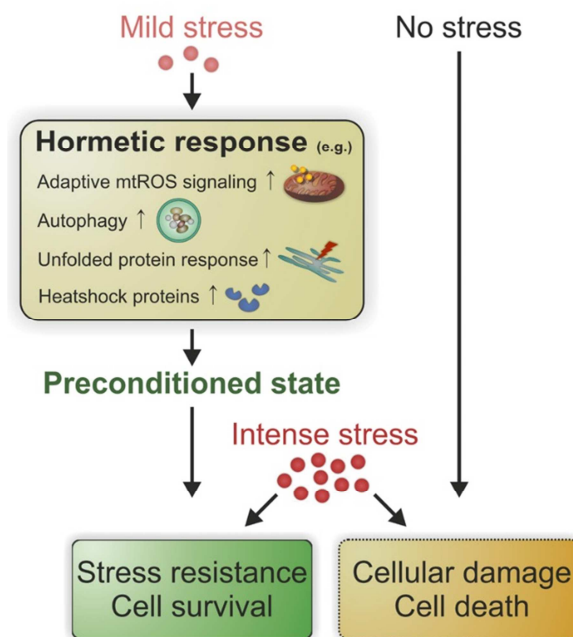 Mild stress
No stress
Hormetic response (e.g.)
Adaptive mtROS signaling ↑
Autophagy ↑
Unfolded protein response ↑
Heatshock proteins ↑
Preconditioned state
Intense stress
Stress resistance
Cell survival
Cellular damage
Cell death